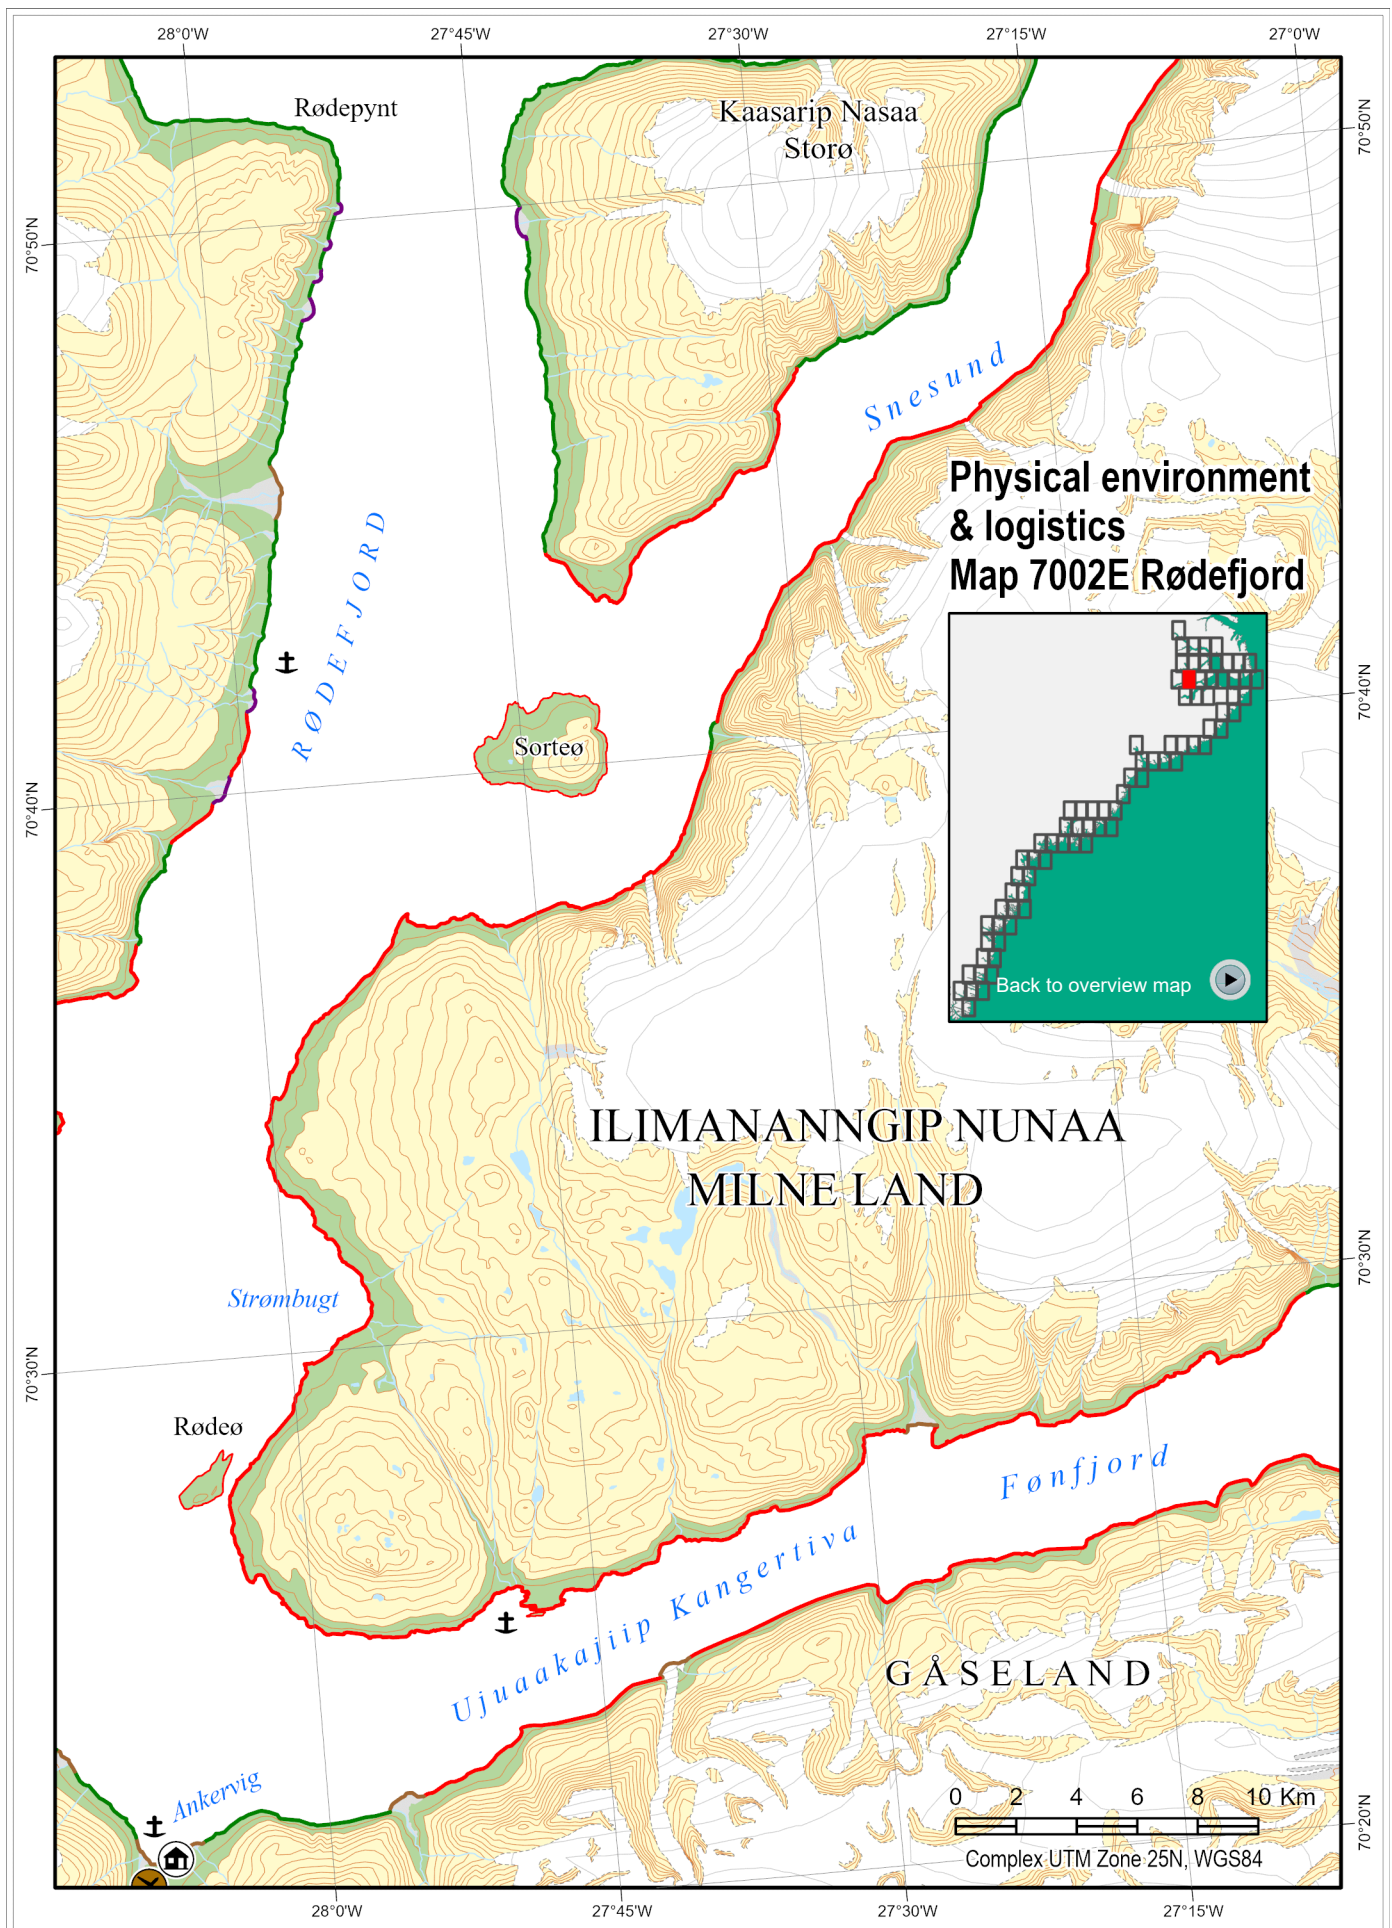 28°0'W 27°45'W 27°30'W 27°15'W 27°0'W
Rødepynt
Kaasarip Nasaa
Storø
70°50'N
70°50'N
Snesund
Physical environment
& logistics
Map 7002E Rødefjord
RØDEFJORD
70°40'N
Sorteø
70°40'N
Back to overview map
ILIMANANNGIP NUNAA
MILNE LAND
70°30'N
Strømbugt
70°30'N
Rødeø
Fønfjord
Ujuaakajiip Kangertiva
GÅSELAND
Ankervig
0 2 4 6 8 10 Km
70°20'N
Complex UTM Zone 25N, WGS84
28°0'W 27°45'W 27°30'W 27°15'W